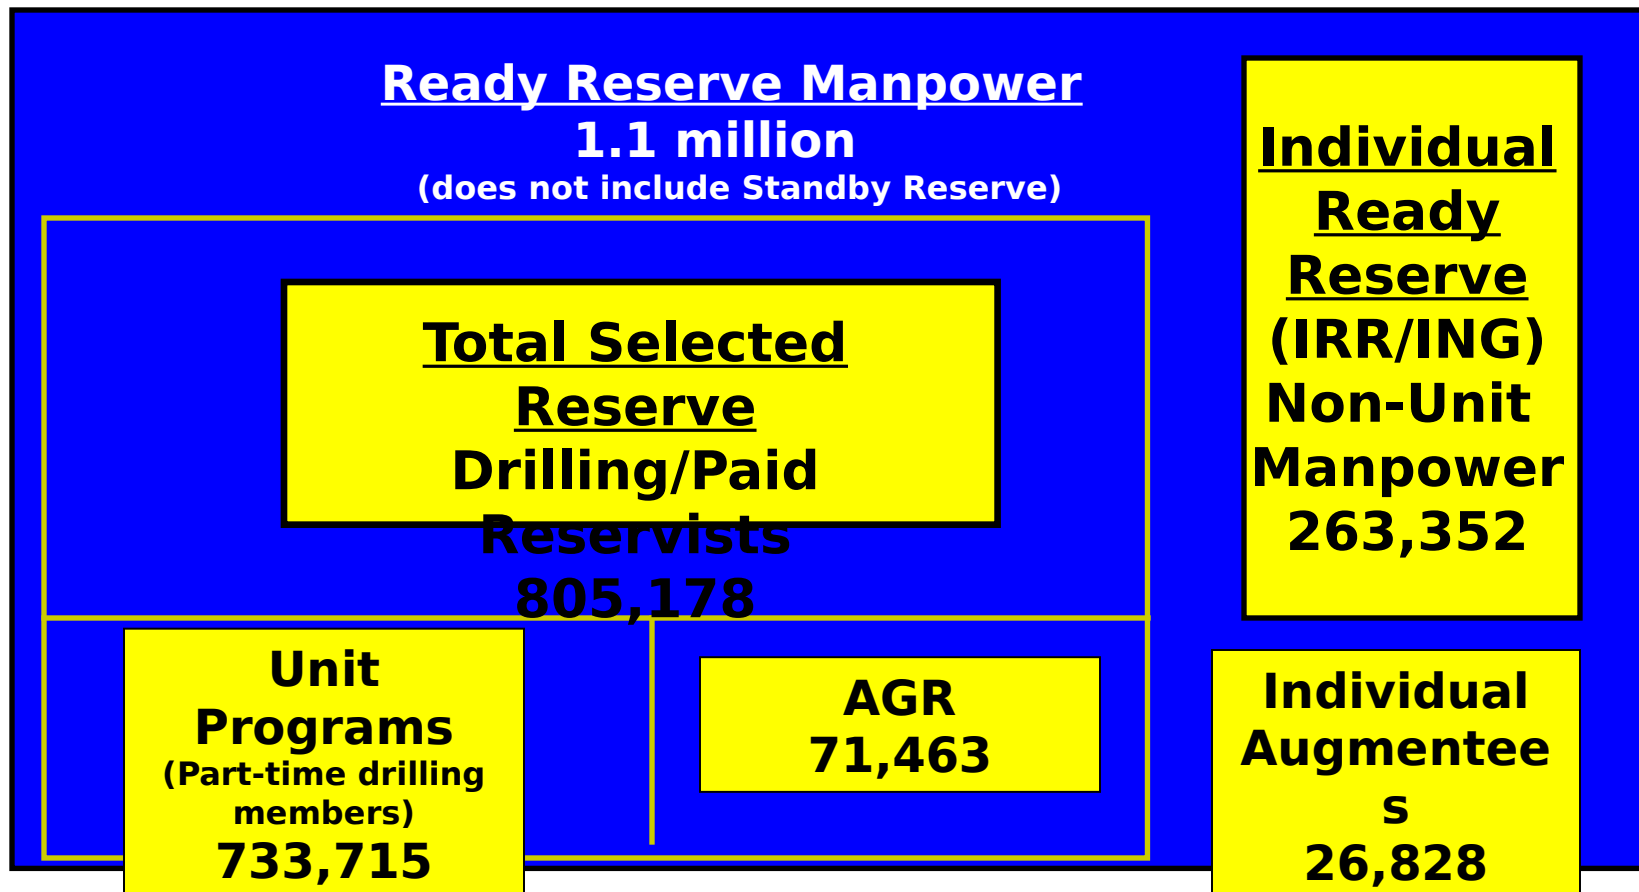 Ready Reserve Manpower
1.1 million
(does not include Standby Reserve)
Total Selected
Reserve
Drilling/Paid
Reservists
805,178
Unit
Programs
(Part-time drilling
members)
733,715
AGR
71,463
Individual
Ready
Reserve
(IRR/ING)
Non-Unit
Manpower
263,352
Individual
Augmentee
s
26,828